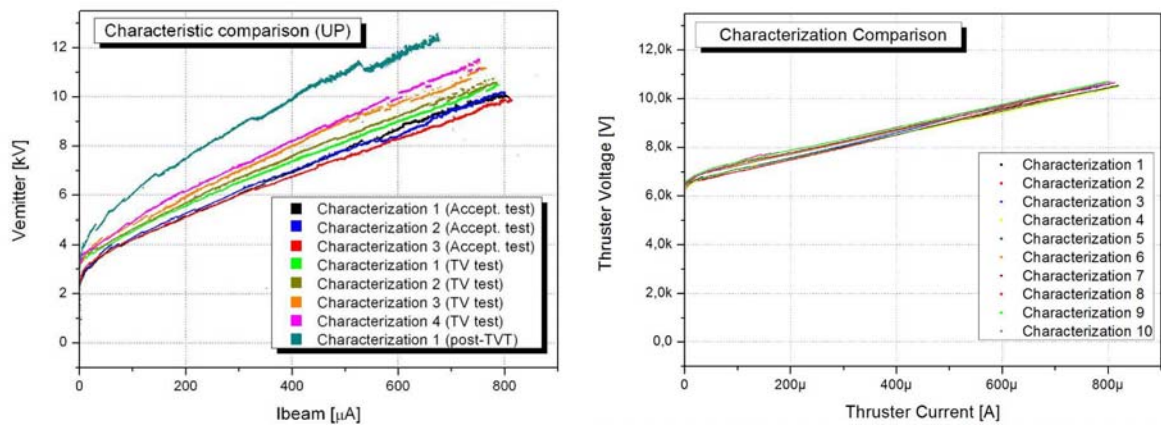 Characteristic comparison (UP)
Vemitter [kV]
12
10
8
6
4
2
0
Characterization 1 (Accept. test)
Characterization 2 (Accept. test)
Characterization 3 (Accept. test)
Characterization 1 (TV test)
Characterization 2 (TV test)
Characterization 3 (TV test)
Characterization 4 (TV test)
Characterization 1 (post-TVT)
0
200
400
600
800
Ibeam [µA]
Characterization Comparison
Thruster Voltage [V]
12,0k
10,0k
8,0k
6,0k
4,0k
2,0k
0,0
Characterization 1
Characterization 2
Characterization 3
Characterization 4
Characterization 5
Characterization 6
Characterization 7
Characterization 8
Characterization 9
Characterization 10
0
200µ
400µ
600µ
800µ
Thruster Current [A]